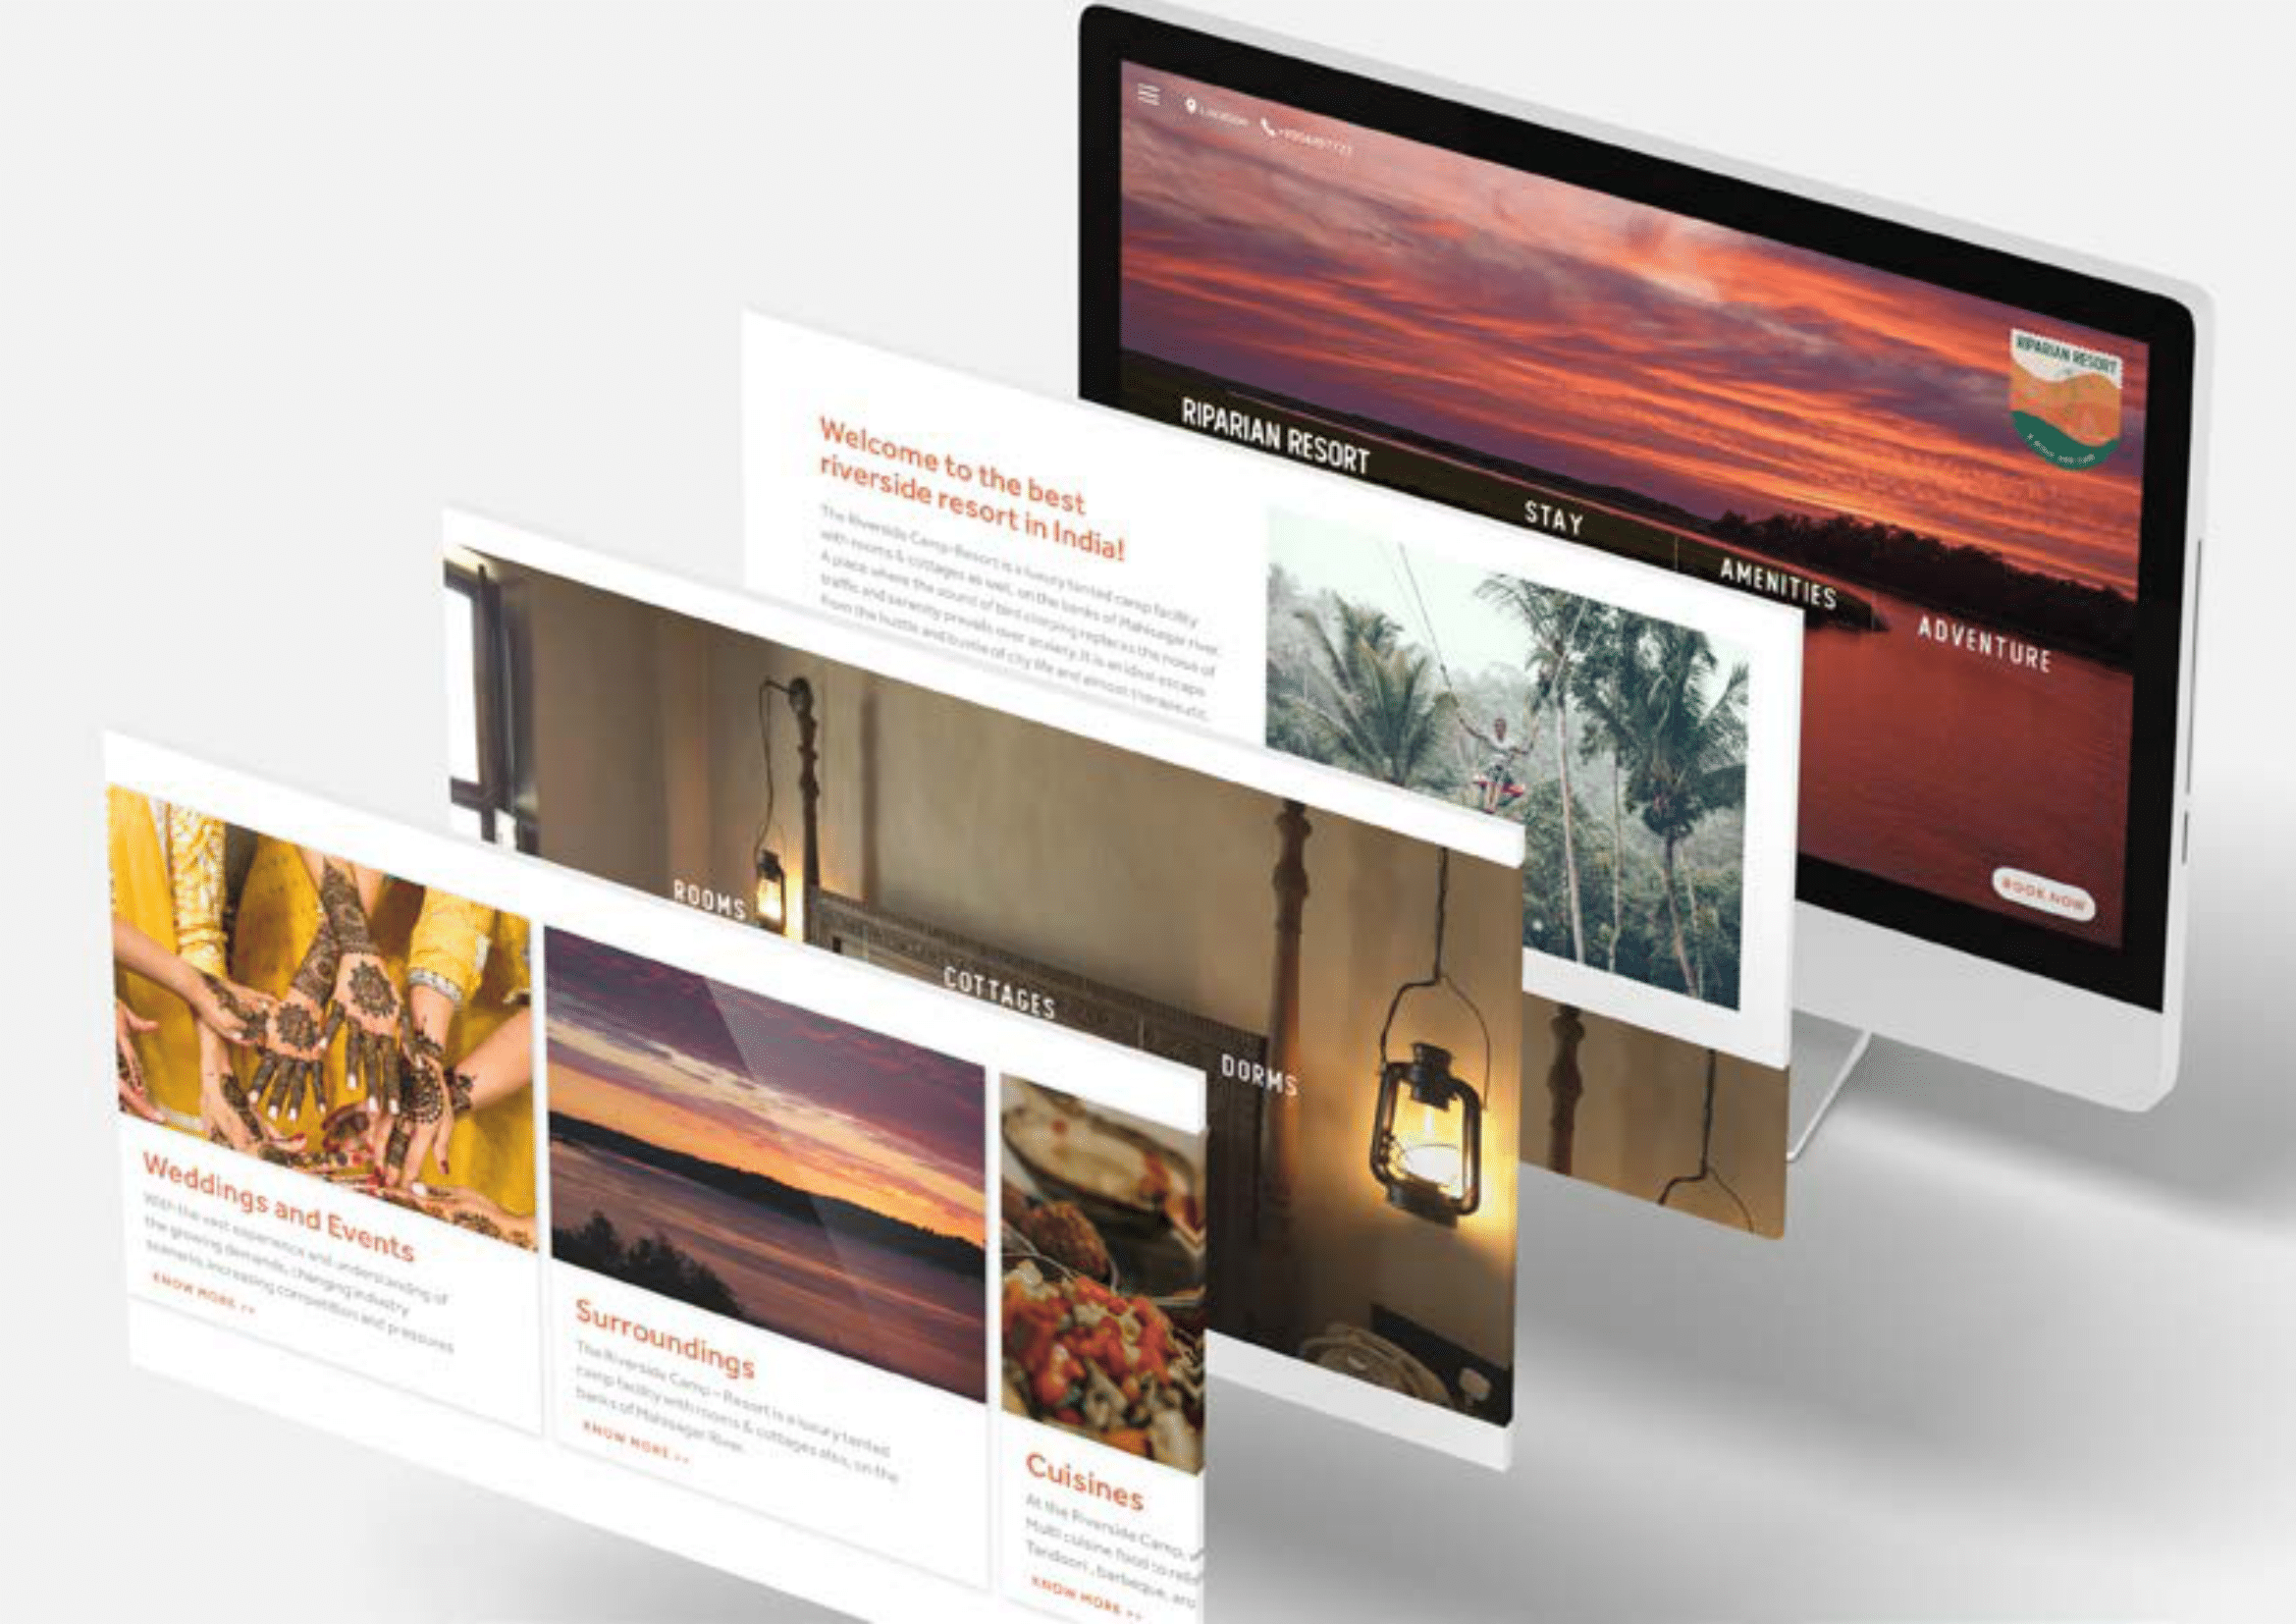 Location
RIPARIAN RESORT
RIPARIAN RESORT
STAY
AMENITIES
ADVENTURE
BOOK NOW
Welcome to the best
riverside resort in India!
The Riverside Camp-Resort is a luxury tented camp facility
with rooms & cottages as well, on the banks of Mahisagar river.
A place where the sound of bird chirping replaces the noise of
traffic and serenity prevails over anxiety. It is an ideal escape
from the hustle and bustle of city life and almost therapeutic.
ROOMS
COTTAGES
DORMS
Weddings and Events
With the vast experience and understanding of
the growing demands, changing industry
scenario, increasing competition and pressures
KNOW MORE >>
Surroundings
The Riverside Camp - Resort is a luxury tented
camp facility with rooms & cottages also, on the
banks of Mahisagar River.
KNOW MORE >>
Cuisines
At the Riverside Camp,
Multi cuisine food to
Tandoori, barbeque, and
KNOW MORE >>